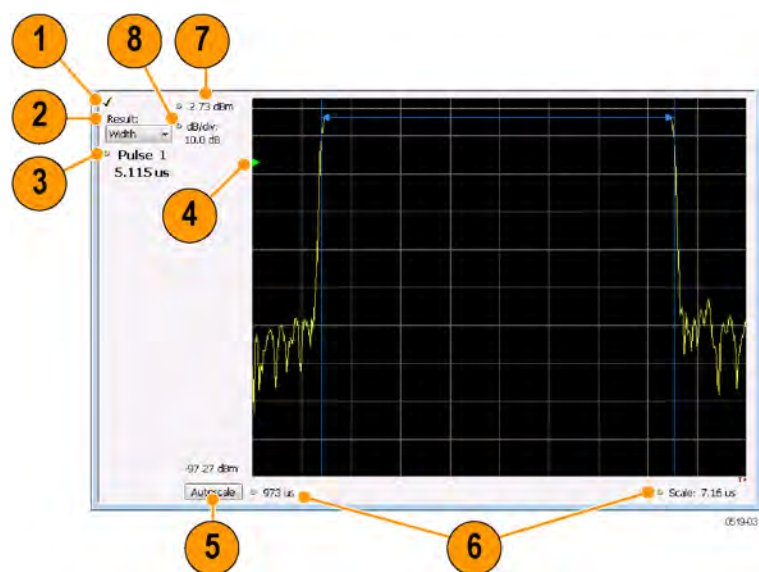 1
2
3
4
5
6
7
8
✓
Result:
Width
Pulse 1
5.115 us
2.73 dBm
dB/div:
10.0 dB
-97.27 dBm
Autoscale
973 us
Scale: 7.16 us
0519-03